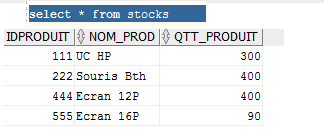 select * from stocks
IDPRODUIT NOM_PROD QTT_PRODUIT
111 UC HP 300
222 Souris Bth 400
444 Ecran 12P 400
555 Ecran 16P 90